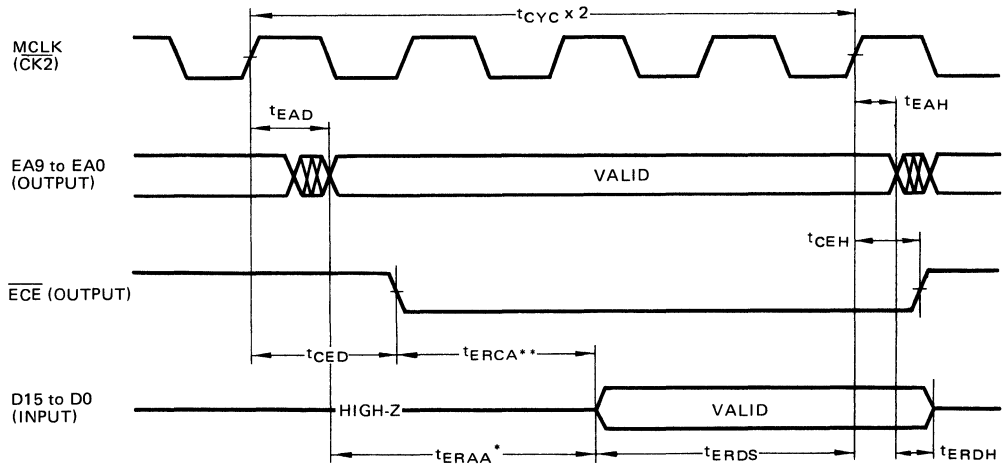 tCYC x 2
MCLK
(CK2)
tEAD
tEAH
EA9 to EA0
(OUTPUT)
VALID
tCEH
ECE (OUTPUT)
tCED
tERCA**
D15 to D0
(INPUT)
HIGH-Z
VALID
tERAA*
tERDS
tERDH